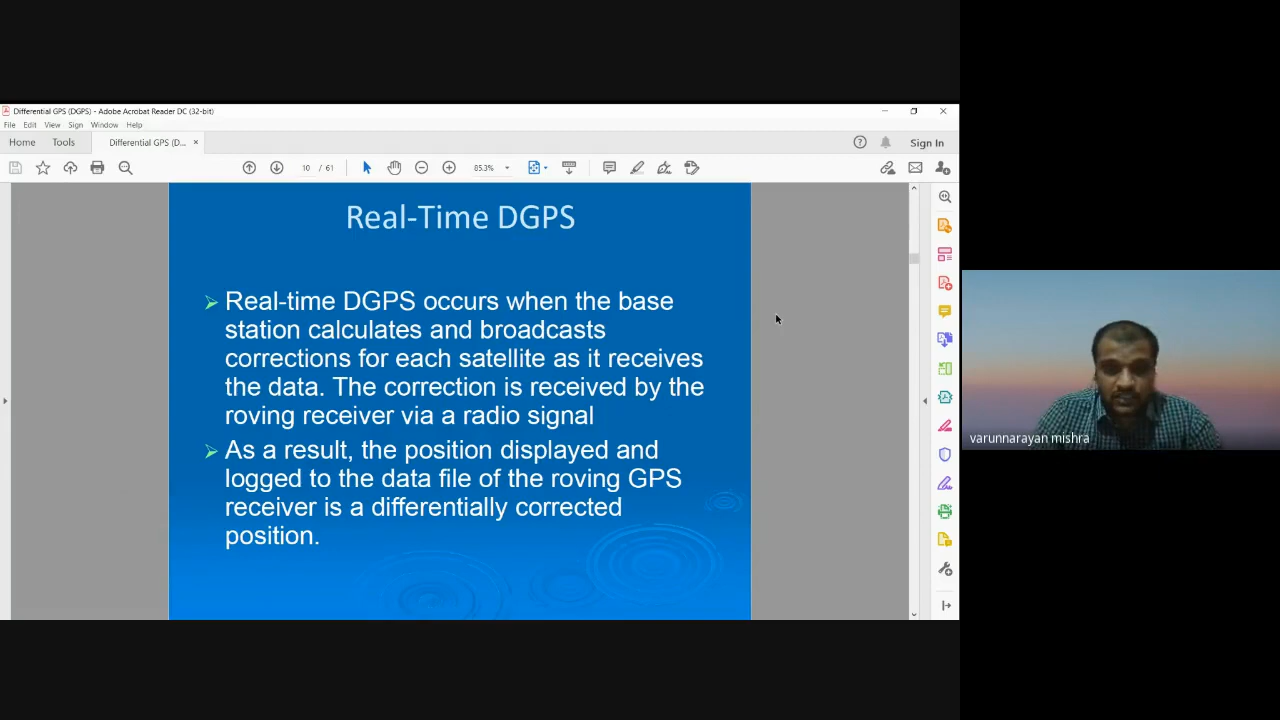 Differential GPS (DGPS) - Adobe Acrobat Reader DC (32-bit)
File Edit View Sign Window Help
Home Tools Differential GPS (D... × Sign In
10 / 61 85.3%
Real-Time DGPS
Real-time DGPS occurs when the base
station calculates and broadcasts
corrections for each satellite as it receives
the data. The correction is received by the
roving receiver via a radio signal
As a result, the position displayed and
logged to the data file of the roving GPS
receiver is a differentially corrected
position.
varunnarayan mishra